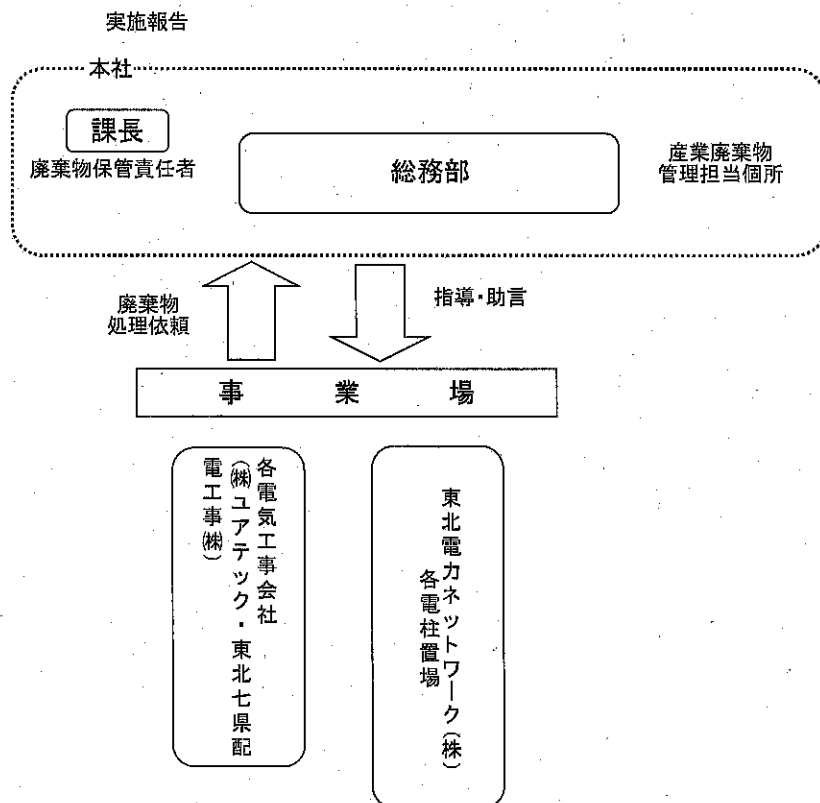 実施報告
本社
課長
廃棄物保管責任者
総務部
産業廃棄物
管理担当個所
廃棄物
処理依頼
指導・助言
事業場
各電気工事会社
(㈱ユアテック・東北七県配
電工事㈱)
東北電力ネットワーク(株)
各電柱置場